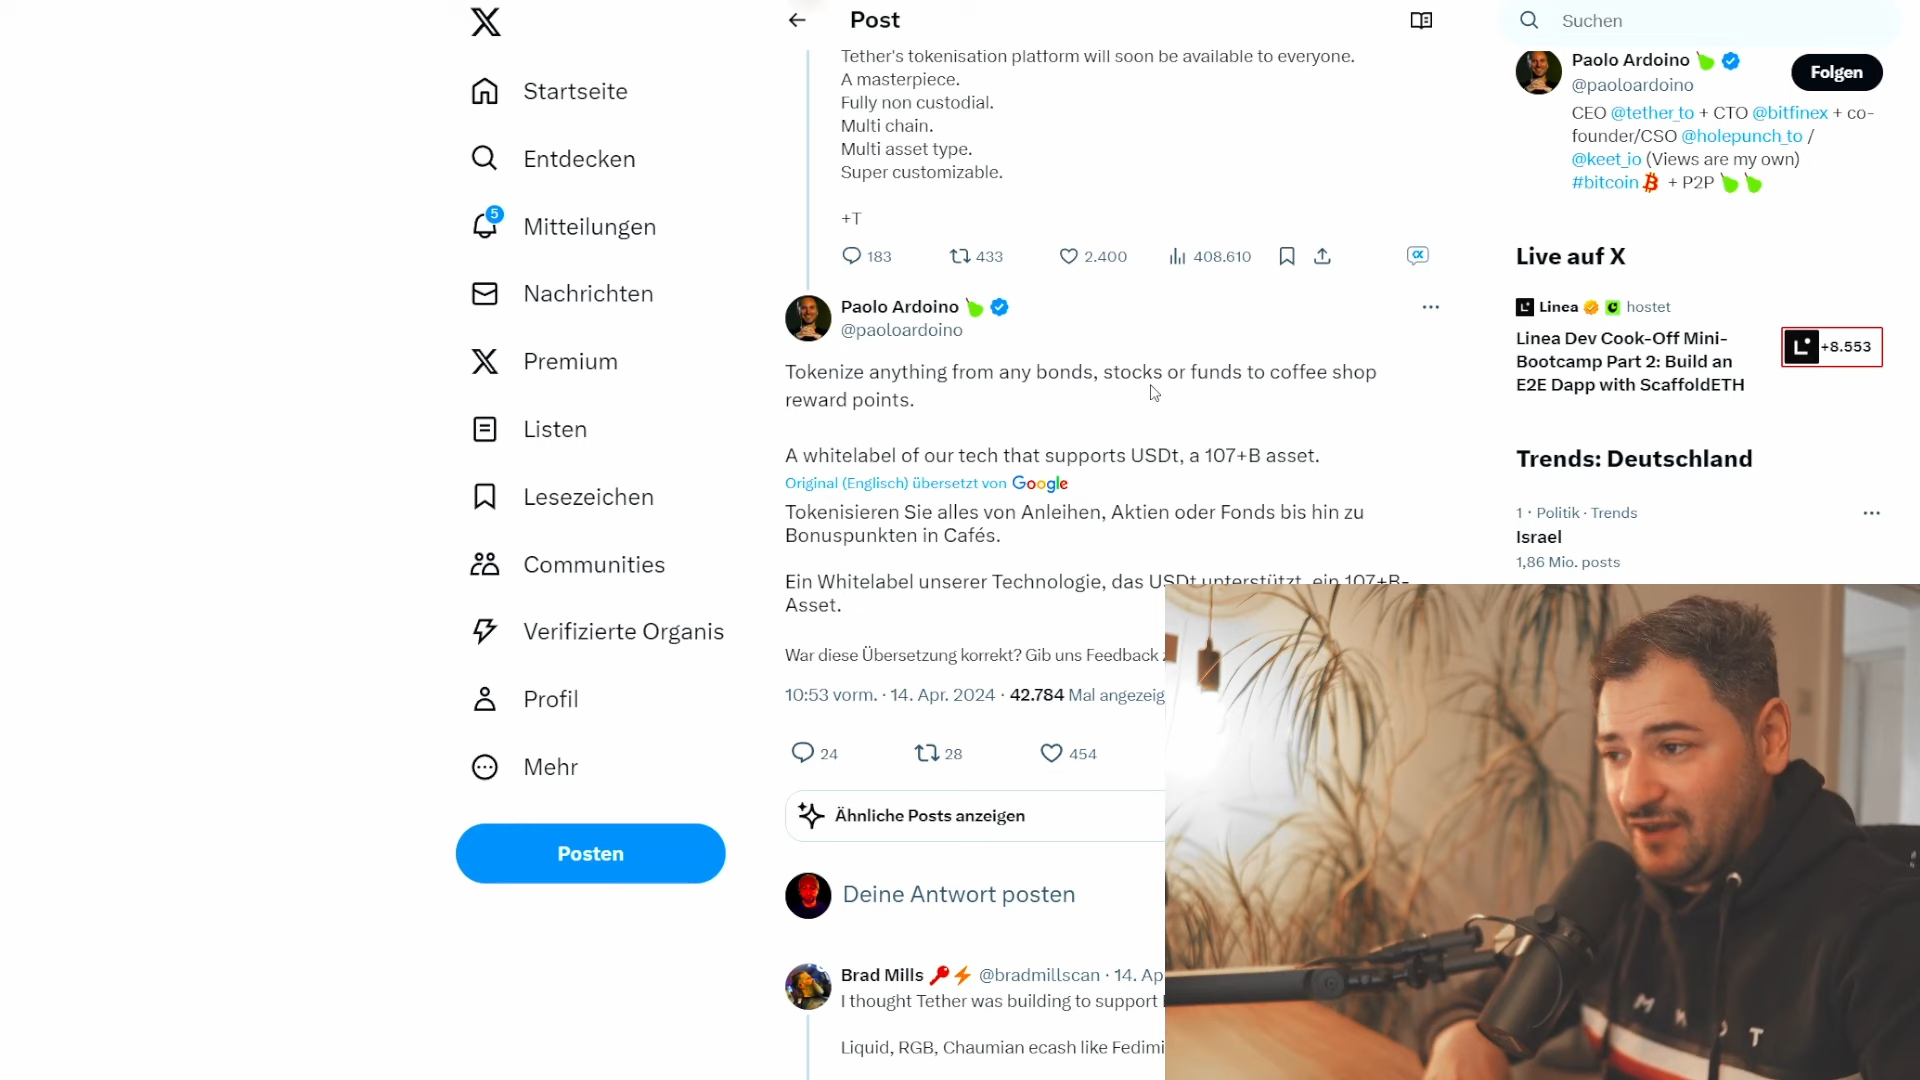 Startseite
Entdecken
5
Mitteilungen
Nachrichten
Premium
Listen
Lesezeichen
Communities
Verifizierte Organis
Profil
Mehr
Posten
Post
Tether's tokenisation platform will soon be available to everyone.
A masterpiece.
Fully non custodial.
Multi chain.
Multi asset type.
Super customizable.
+T
183 433 2.400 408.610
Paolo Ardoino
@paoloardoino
Tokenize anything from any bonds, stocks or funds to coffee shop
reward points.
A whitelabel of our tech that supports USDt, a 107+B asset.
Original (Englisch) übersetzt von Google
Tokenisieren Sie alles von Anleihen, Aktien oder Fonds bis hin zu
Bonuspunkten in Cafés.
Ein Whitelabel unserer Technologie, das USDt unterstützt, ein 107+B-
Asset.
War diese Übersetzung korrekt? Gib uns Feedback
10:53 vorm. · 14. Apr. 2024 · 42.784 Mal angezeig
24 28 454
Ähnliche Posts anzeigen
Deine Antwort posten
Brad Mills @bradmillscan · 14. Ap
I thought Tether was building to support
Liquid, RGB, Chaumian ecash like Fedimi
Suchen
Paolo Ardoino
@paoloardoino
Folgen
CEO @tether_to + CTO @bitfinex + co-
founder/CSO @holepunch_to /
@keet_io (Views are my own)
#bitcoin + P2P
Live auf X
Linea hostet
Linea Dev Cook-Off Mini-
Bootcamp Part 2: Build an
E2E Dapp with ScaffoldETH
+8.553
Trends: Deutschland
1 · Politik · Trends
Israel
1,86 Mio. posts